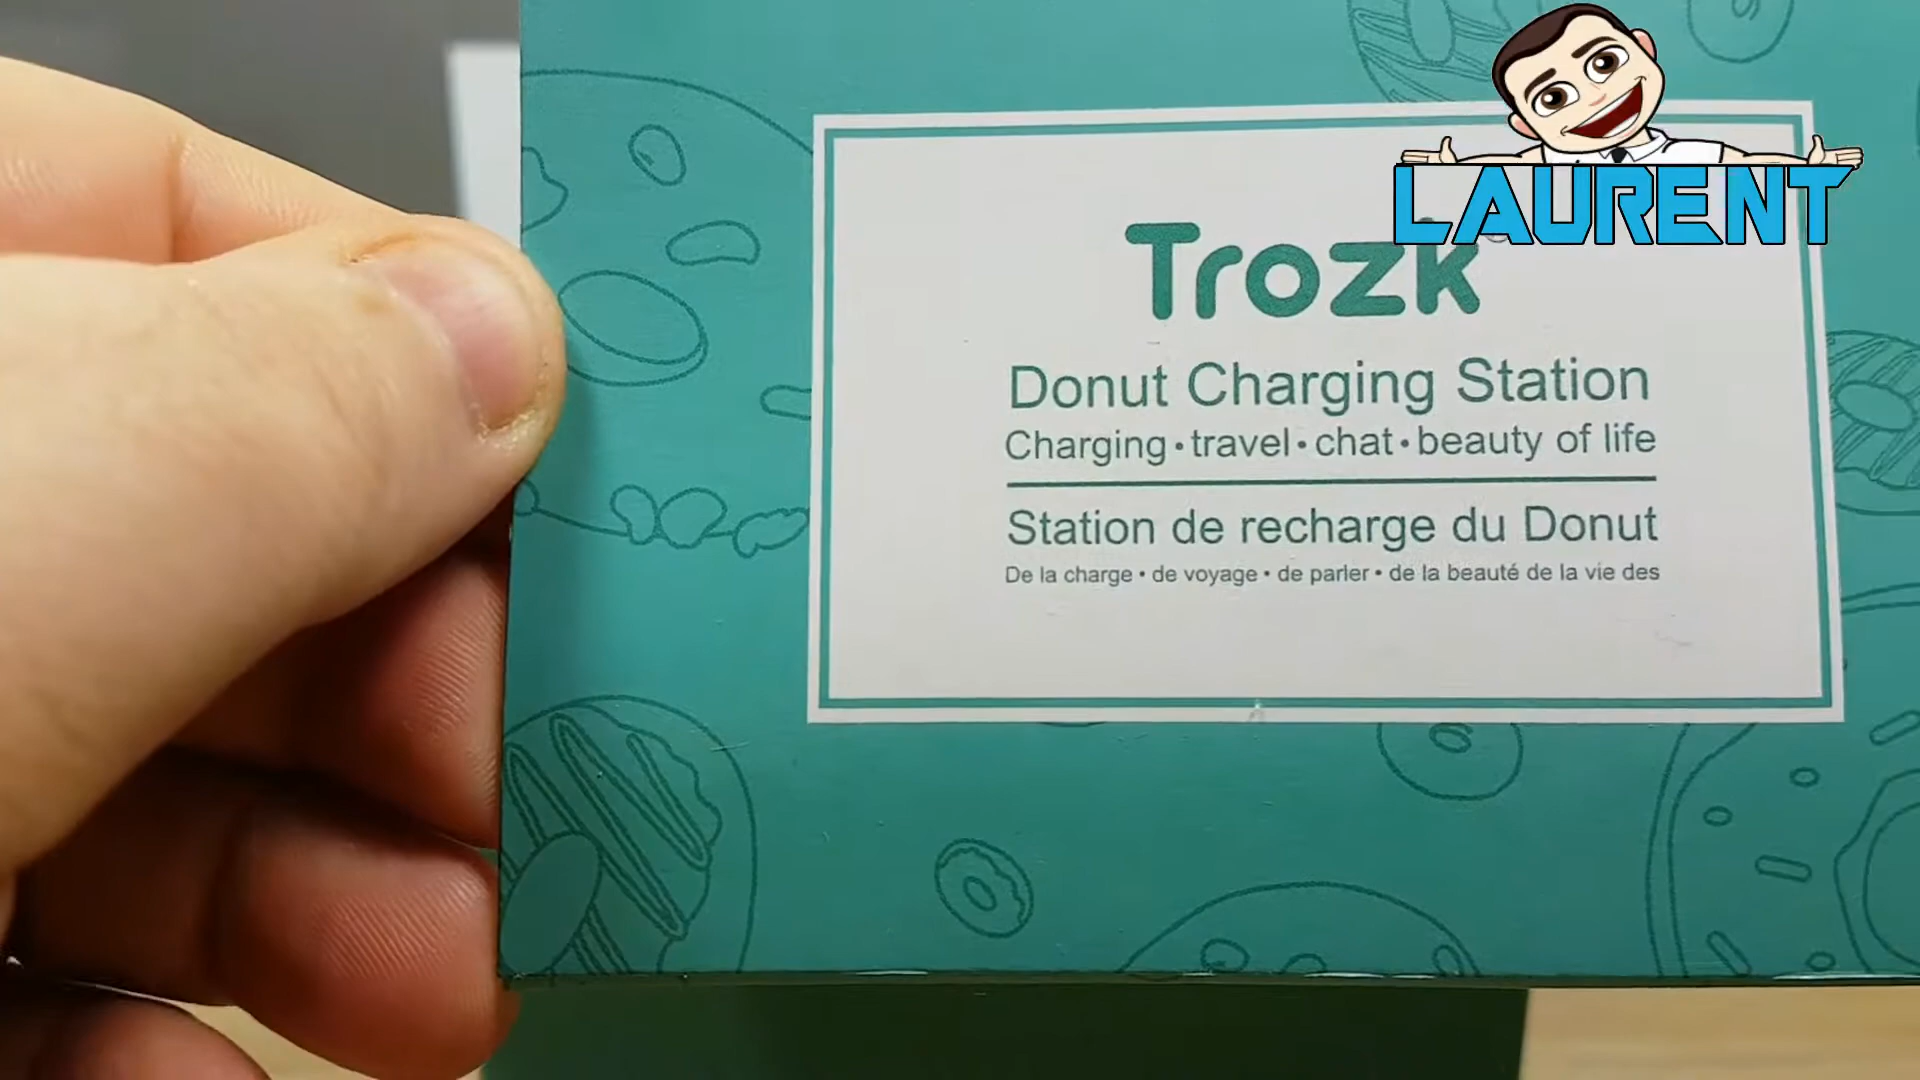 LAURENT
Trozk
Donut Charging Station
Charging•travel•chat•beauty of life
Station de recharge du Donut
De la charge • de voyage • de parler • de la beauté de la vie des